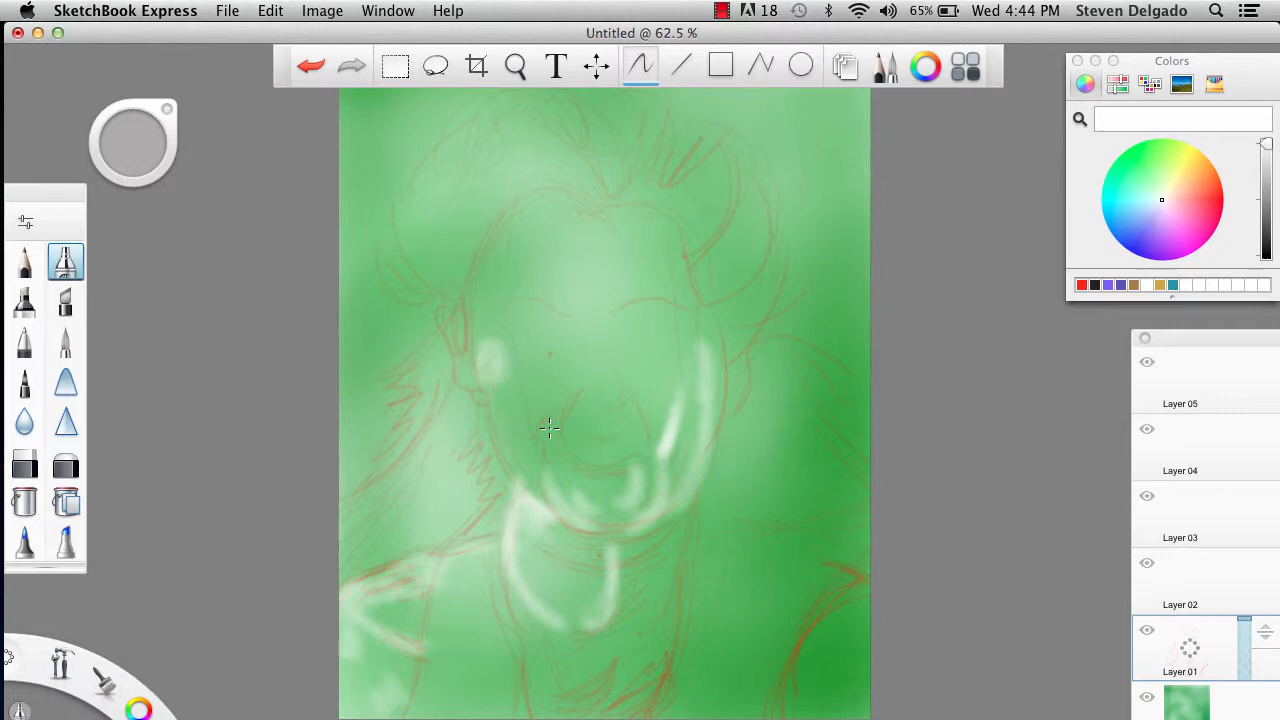 SketchBook Express File Edit Image Window Help 18 65% Wed 4:44 PM Steven Delgado
Untitled @ 62.5 %
T
Colors
Layer 05
Layer 04
Layer 03
Layer 02
Layer 01